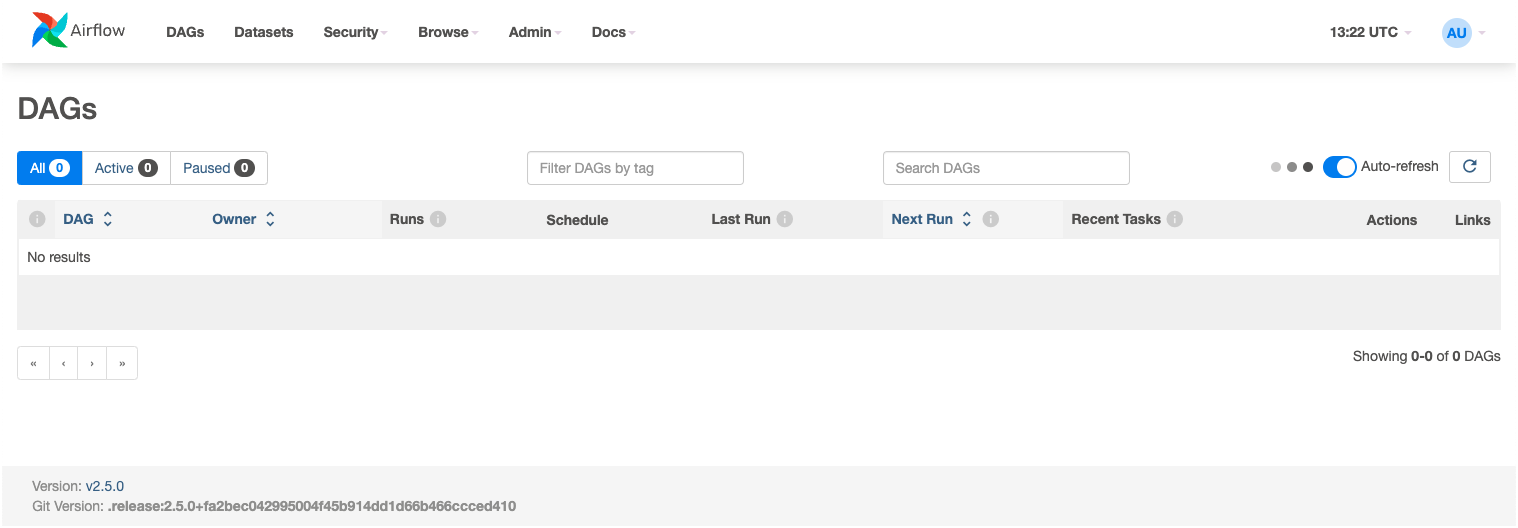 Airflow DAGs Datasets Security Browse Admin Docs 13:22 UTC AU
DAGs
All 0 Active 0 Paused 0 Filter DAGs by tag Search DAGs Auto-refresh
DAG Owner Runs Schedule Last Run Next Run Recent Tasks Actions Links
No results
« ‹ › » Showing 0-0 of 0 DAGs
Version: v2.5.0
Git Version: .release:2.5.0+fa2bec042995004f45b914dd1d66b466ccced410